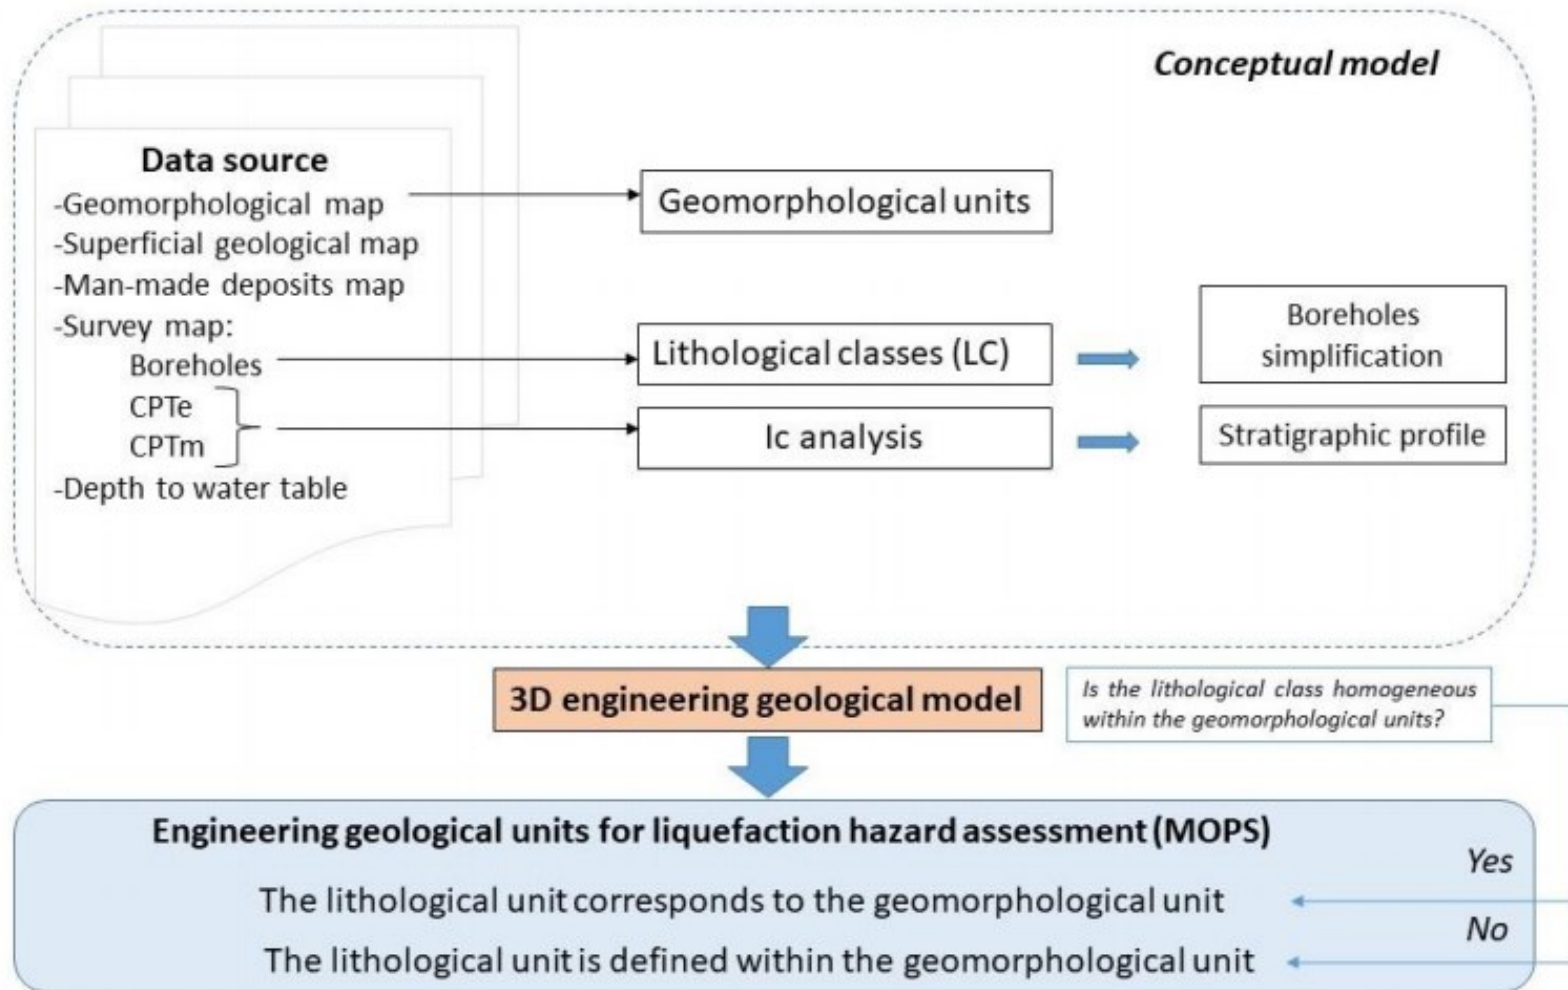 Conceptual model
Data source
-Geomorphological map
-Superficial geological map
-Man-made deposits map
-Survey map:
Boreholes
CPTe
CPTm
-Depth to water table
Geomorphological units
Lithological classes (LC)
Boreholes
simplification
Ic analysis
Stratigraphic profile
3D engineering geological model
Is the lithological class homogeneous
within the geomorphological units?
Engineering geological units for liquefaction hazard assessment (MOPS)
Yes
The lithological unit corresponds to the geomorphological unit
No
The lithological unit is defined within the geomorphological unit